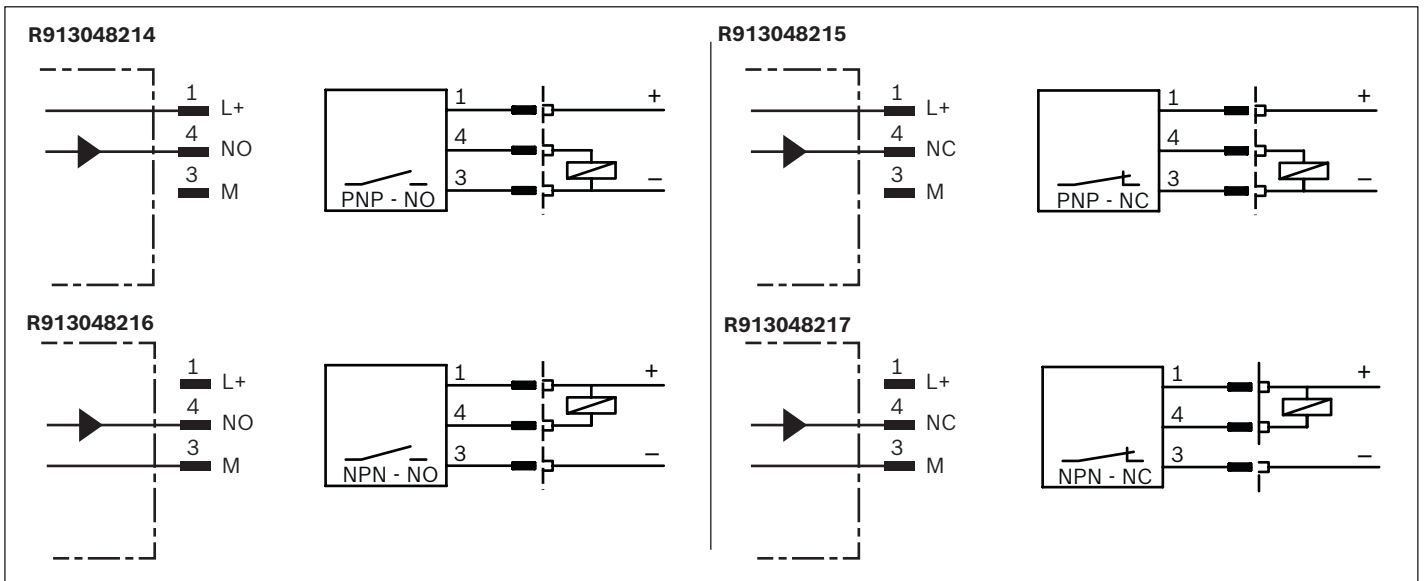 R913048214
1
L+
4
NO
3
M
1
+
4
3
–
PNP - NO
R913048215
1
L+
4
NC
3
M
1
+
4
3
–
PNP - NC
R913048216
1
L+
4
NO
3
M
1
+
4
3
–
NPN - NO
R913048217
1
L+
4
NC
3
M
1
+
4
3
–
NPN - NC